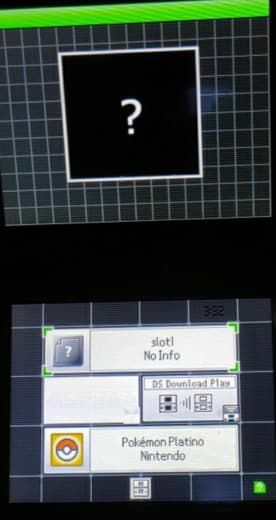 ?
3:32
?
slot1
No Info
DS Download Play
Pokémon Platino
Nintendo